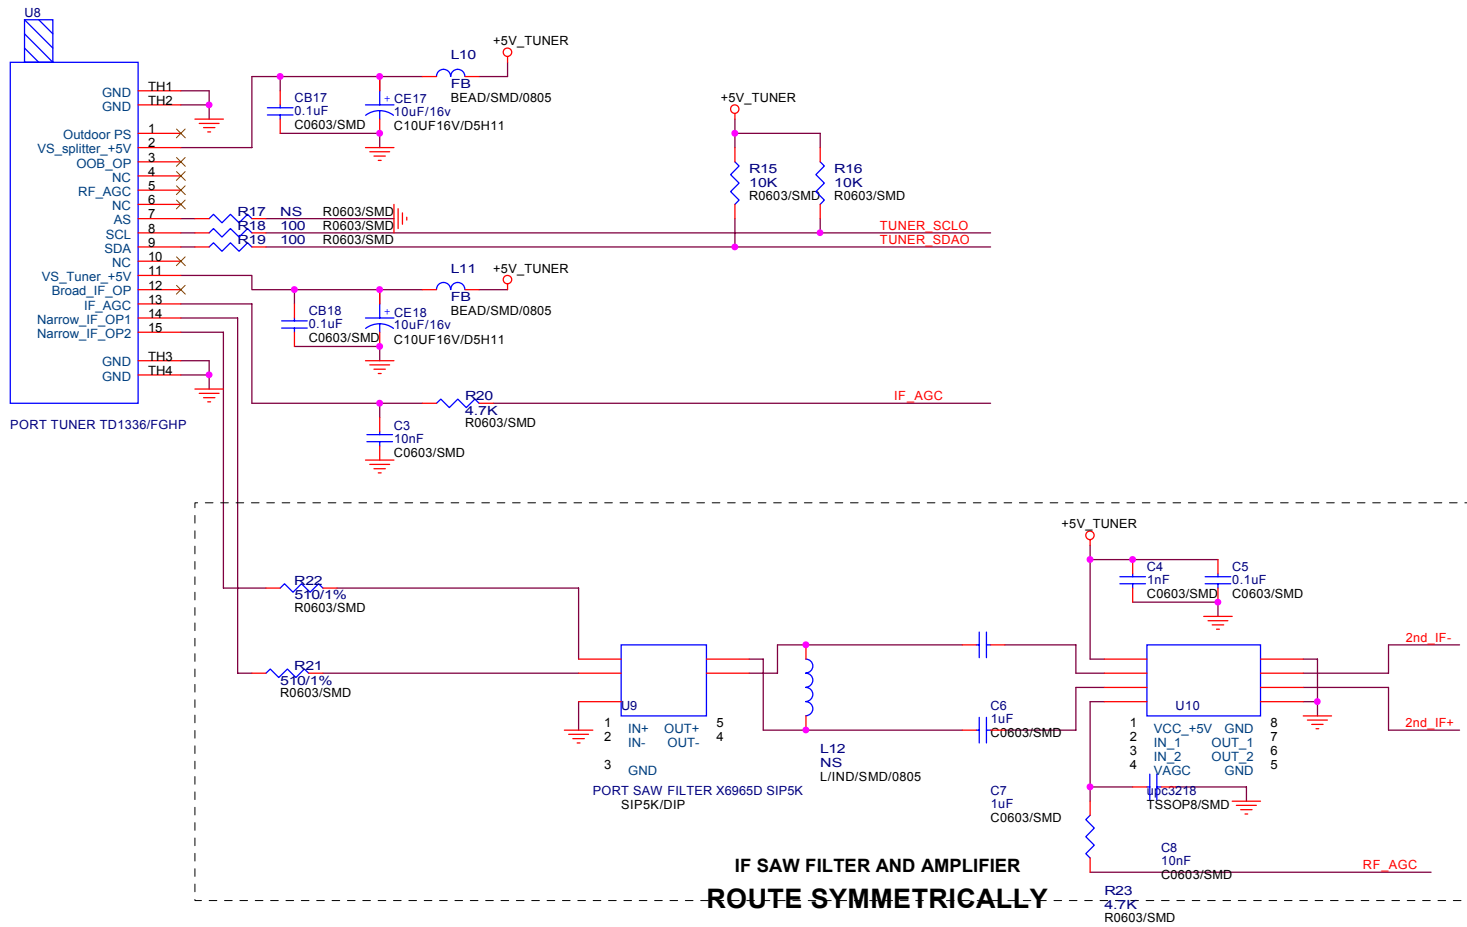 U8
GND TH1
GND TH2
Outdoor PS 1
VS_splitter_+5V 2
OOB_OP 3
NC 4
RF_AGC 5
NC 6
AS 7
SCL 8
SDA 9
NC 10
VS_Tuner_+5V 11
Broad_IF_OP 12
IF_AGC 13
Narrow_IF_OP1 14
Narrow_IF_OP2 15
GND TH3
GND TH4
PORT TUNER TD1336/FGHP
+5V_TUNER
L10
FB
BEAD/SMD/0805
CB17
0.1uF
C0603/SMD
+ CE17
10uF/16v
C10UF16V/D5H11
+5V_TUNER
R15
10K
R0603/SMD
R16
10K
R0603/SMD
R17 NS R0603/SMD
R18 100 R0603/SMD
R19 100 R0603/SMD
TUNER_SCLO
TUNER_SDAO
+5V_TUNER
L11
FB
BEAD/SMD/0805
CB18
0.1uF
C0603/SMD
+ CE18
10uF/16v
C10UF16V/D5H11
R20
4.7K
R0603/SMD
IF_AGC
C3
10nF
C0603/SMD
+5V_TUNER
C4
1nF
C0603/SMD
C5
0.1uF
C0603/SMD
R22
510/1%
R0603/SMD
R21
510/1%
R0603/SMD
U9
1 IN+ OUT+ 5
2 IN- OUT- 4
3 GND
PORT SAW FILTER X6965D SIP5K
SIP5K/DIP
L12
NS
L/IND/SMD/0805
C6
1uF
C0603/SMD
C7
1uF
C0603/SMD
U10
1 VCC_+5V GND 8
2 IN_1 OUT_1 7
3 IN_2 OUT_2 6
4 VAGC GND 5
upc3218
TSSOP8/SMD
2nd_IF-
2nd_IF+
C8
10nF
C0603/SMD
RF_AGC
R23
4.7K
R0603/SMD
IF SAW FILTER AND AMPLIFIER
ROUTE SYMMETRICALLY